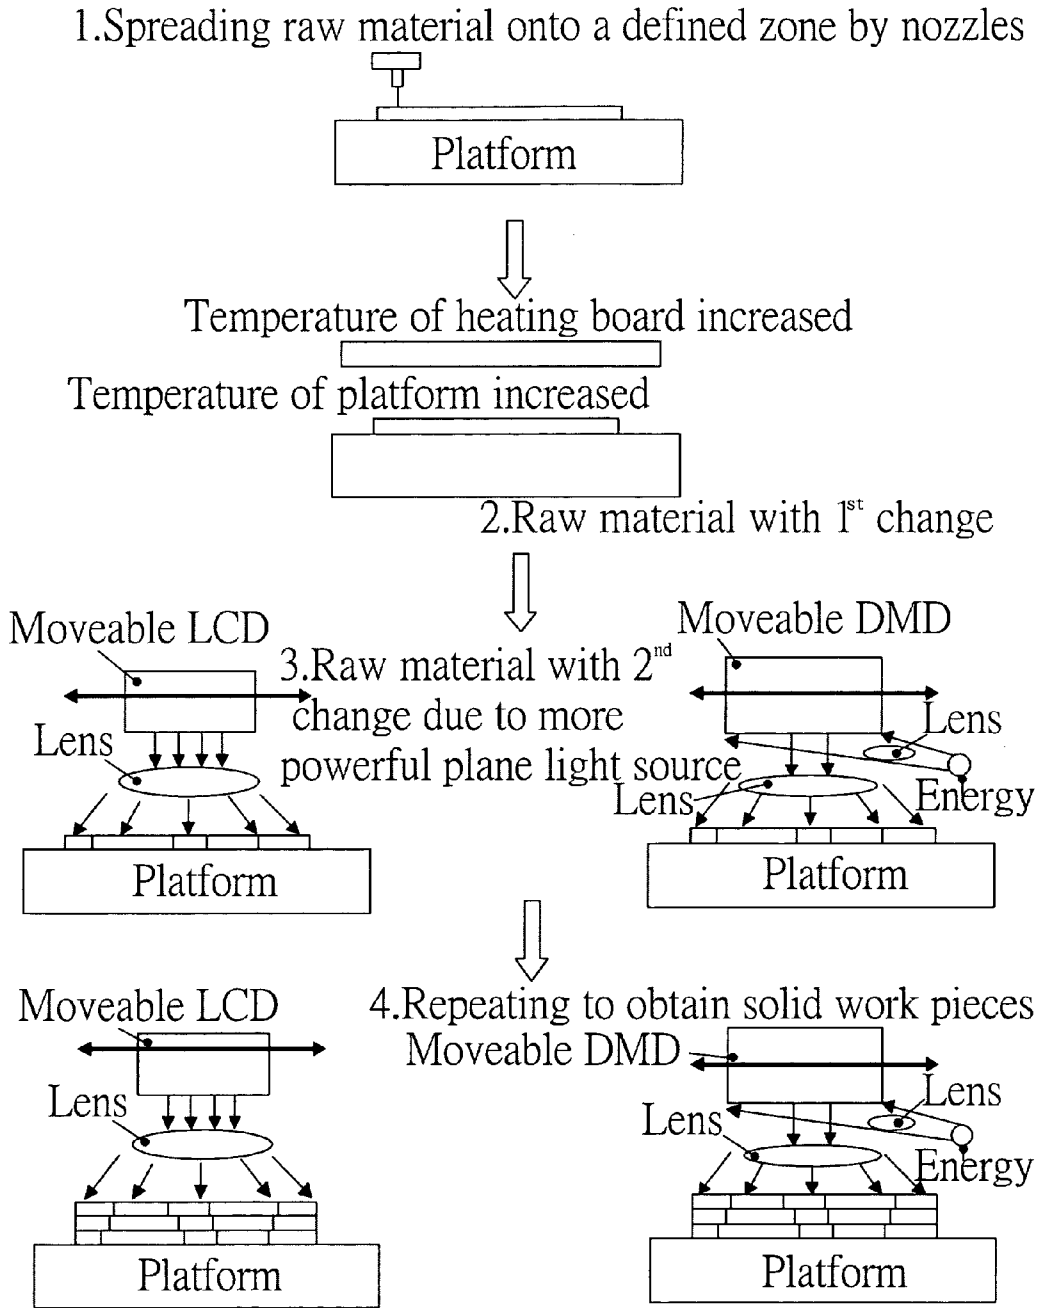 1.Spreading raw material onto a defined zone by nozzles
Platform
Temperature of heating board increased
Temperature of platform increased
2.Raw material with 1st change
Moveable LCD
Lens
Platform
3.Raw material with 2nd
change due to more
powerful plane light source
Moveable DMD
Lens
Lens
Energy
Platform
4.Repeating to obtain solid work pieces
Moveable LCD
Lens
Platform
Moveable DMD
Lens
Lens
Energy
Platform